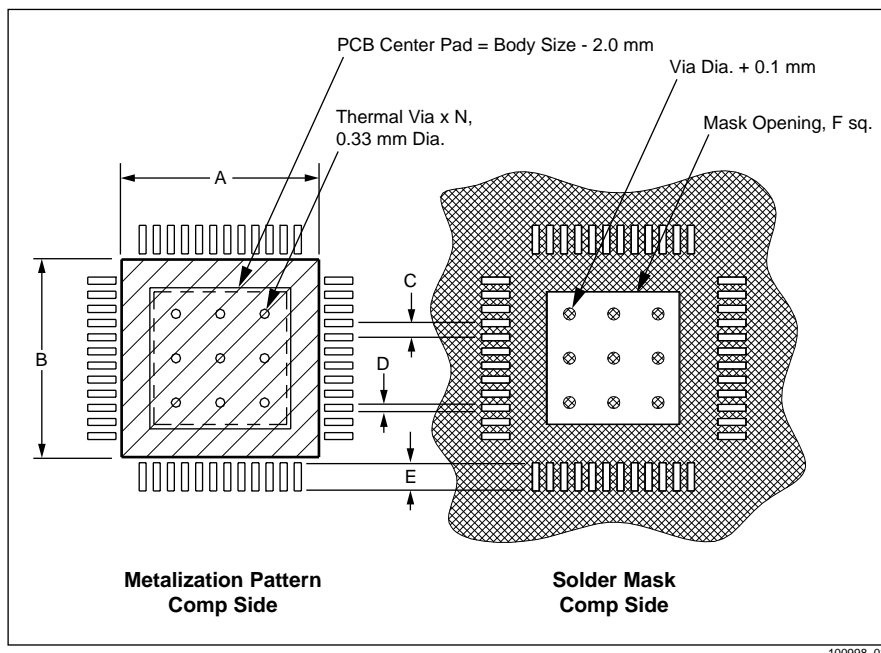 PCB Center Pad = Body Size - 2.0 mm
Via Dia. + 0.1 mm
Thermal Via x N,
0.33 mm Dia.
Mask Opening, F sq.
A
C
B
D
E
Metalization Pattern
Comp Side
Solder Mask
Comp Side